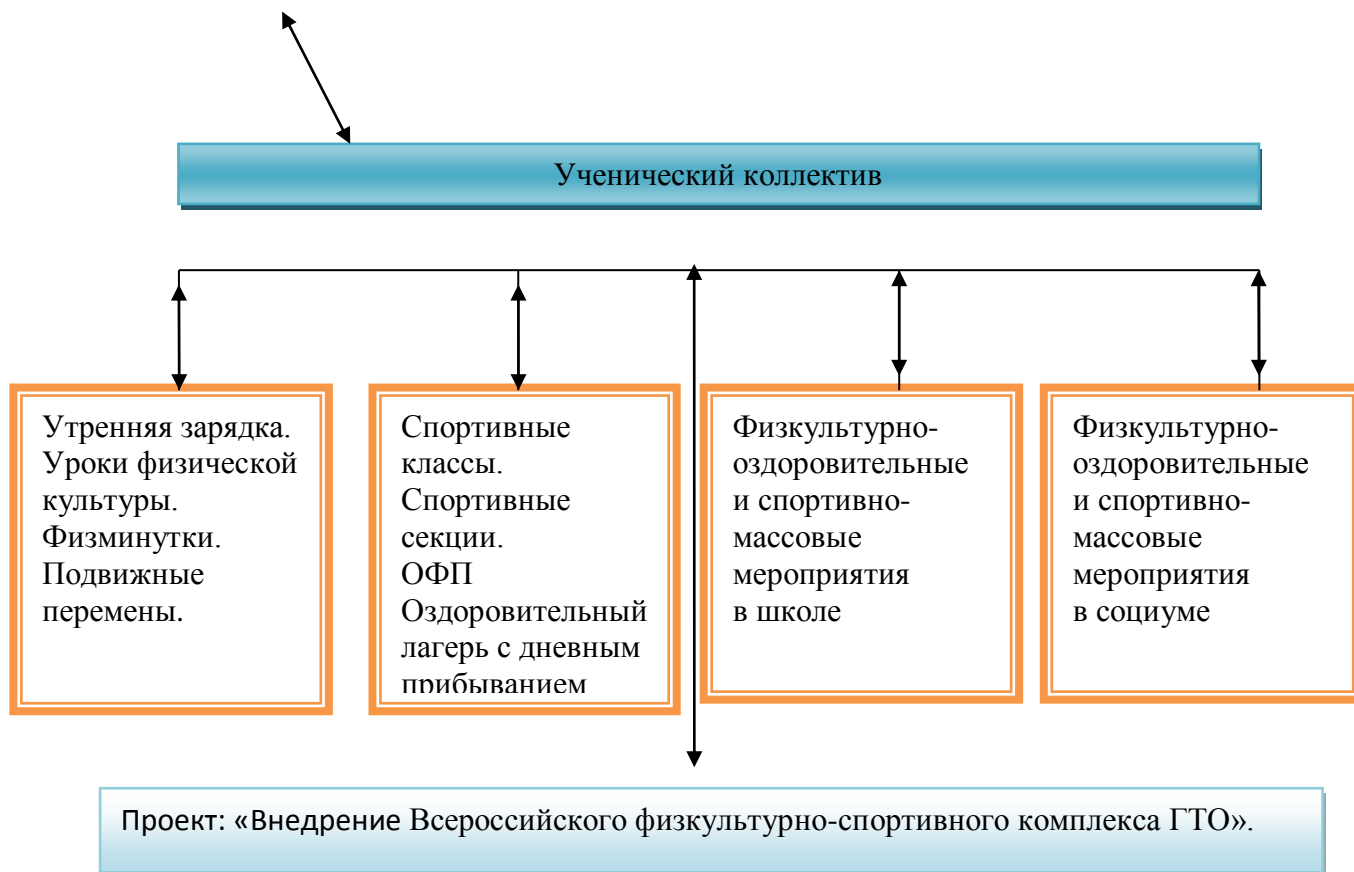 Ученический коллектив
Утренняя зарядка.
Уроки физической
культуры.
Физминутки.
Подвижные
перемены.
Спортивные
классы.
Спортивные
секции.
ОФП
Оздоровительный
лагерь с дневным
прибыванием
Физкультурно-
оздоровительные
и спортивно-
массовые
мероприятия
в школе
Физкультурно-
оздоровительные
и спортивно-
массовые
мероприятия
в социуме
Проект: «Внедрение Всероссийского физкультурно-спортивного комплекса ГТО».